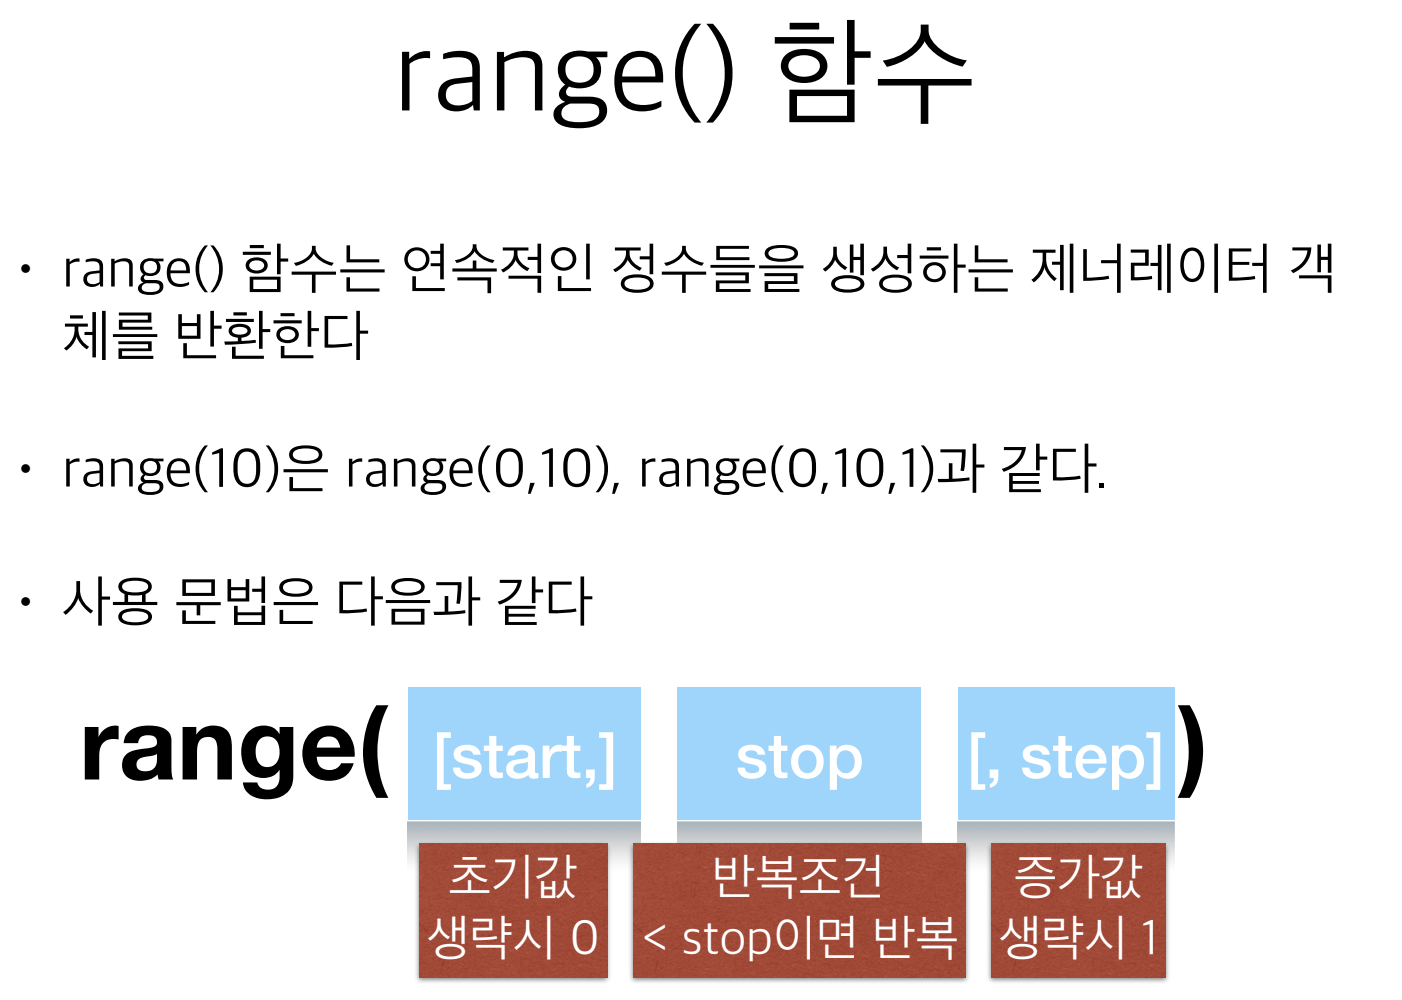 range() 함수
• range() 함수는 연속적인 정수들을 생성하는 제너레이터 객
체를 반환한다
• range(10)은 range(0,10), range(0,10,1)과 같다.
• 사용 문법은 다음과 같다
range( [start,] stop [, step] )
초기값 반복조건 증가값
생략시 0 < stop이면 반복 생략시 1